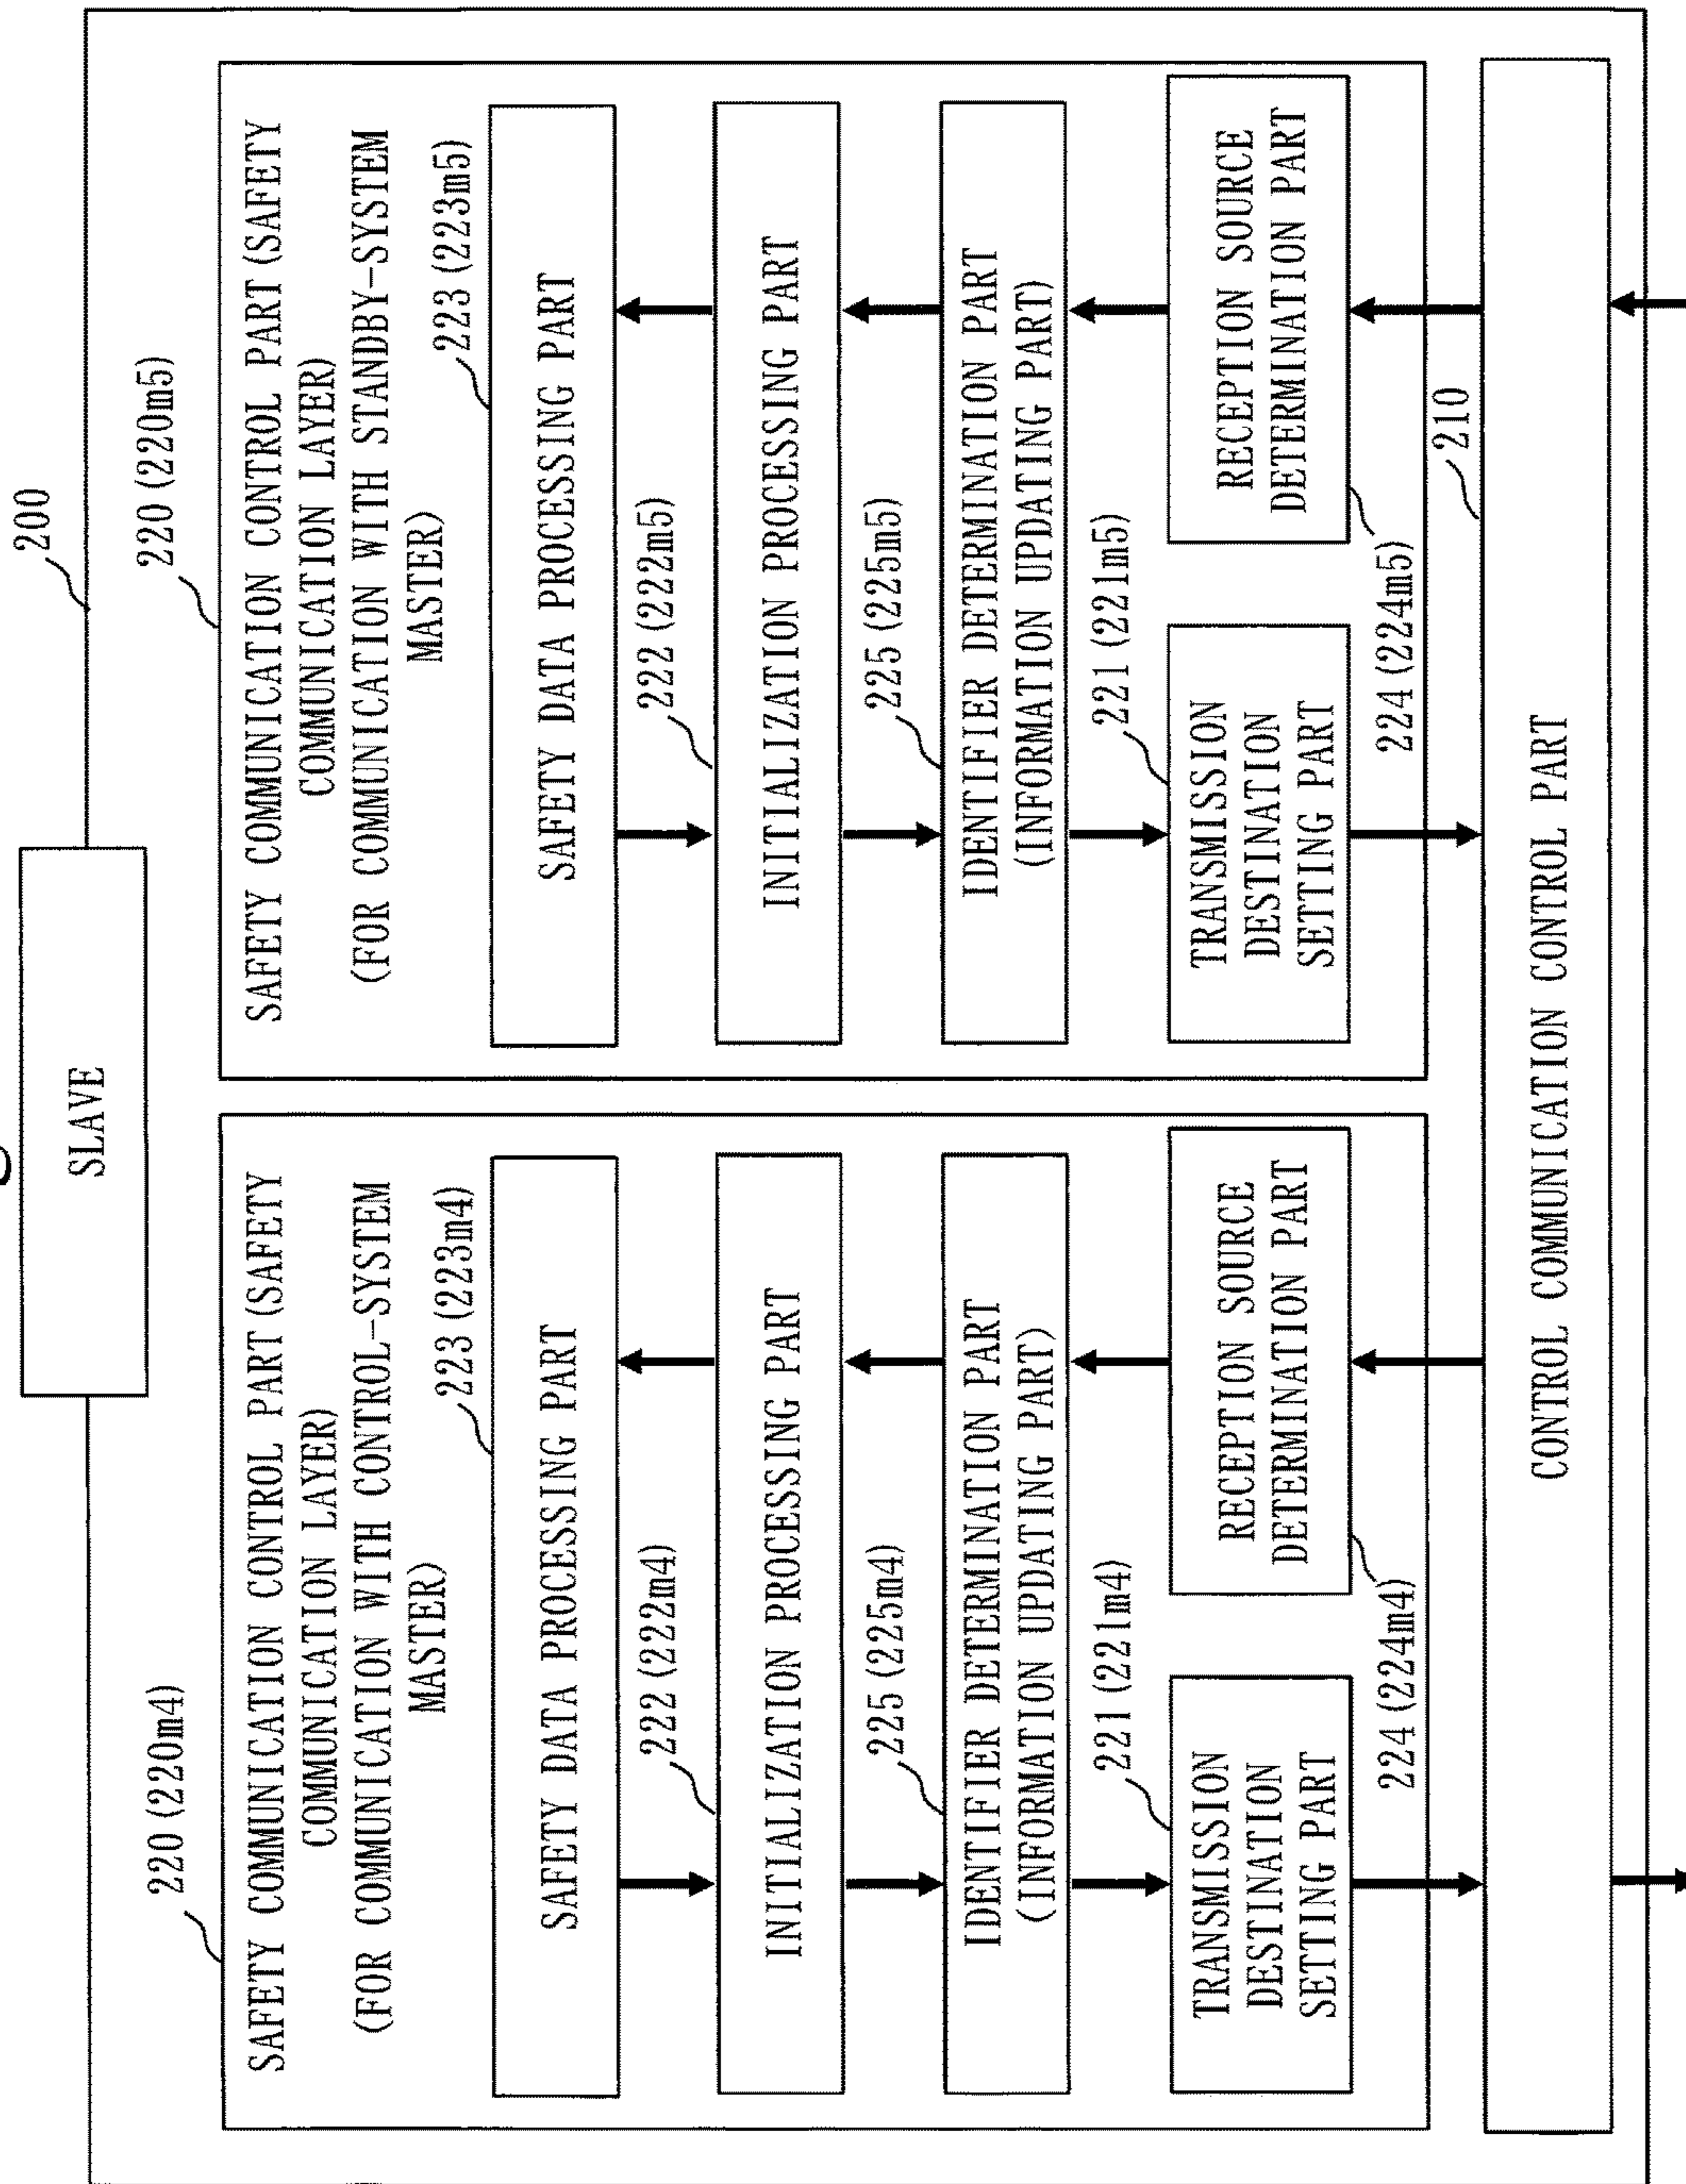 200
SLAVE
220 (220m4)
SAFETY COMMUNICATION CONTROL PART (SAFETY
COMMUNICATION LAYER)
(FOR COMMUNICATION WITH CONTROL-SYSTEM
MASTER)
223 (223m4)
SAFETY DATA PROCESSING PART
222 (222m4)
INITIALIZATION PROCESSING PART
225 (225m4)
IDENTIFIER DETERMINATION PART
(INFORMATION UPDATING PART)
221 (221m4)
TRANSMISSION
DESTINATION
SETTING PART
RECEPTION SOURCE
DETERMINATION PART
224 (224m4)
220 (220m5)
SAFETY COMMUNICATION CONTROL PART (SAFETY
COMMUNICATION LAYER)
(FOR COMMUNICATION WITH STANDBY-SYSTEM
MASTER)
223 (223m5)
SAFETY DATA PROCESSING PART
222 (222m5)
INITIALIZATION PROCESSING PART
225 (225m5)
IDENTIFIER DETERMINATION PART
(INFORMATION UPDATING PART)
221 (221m5)
TRANSMISSION
DESTINATION
SETTING PART
RECEPTION SOURCE
DETERMINATION PART
224 (224m5)
210
CONTROL COMMUNICATION CONTROL PART